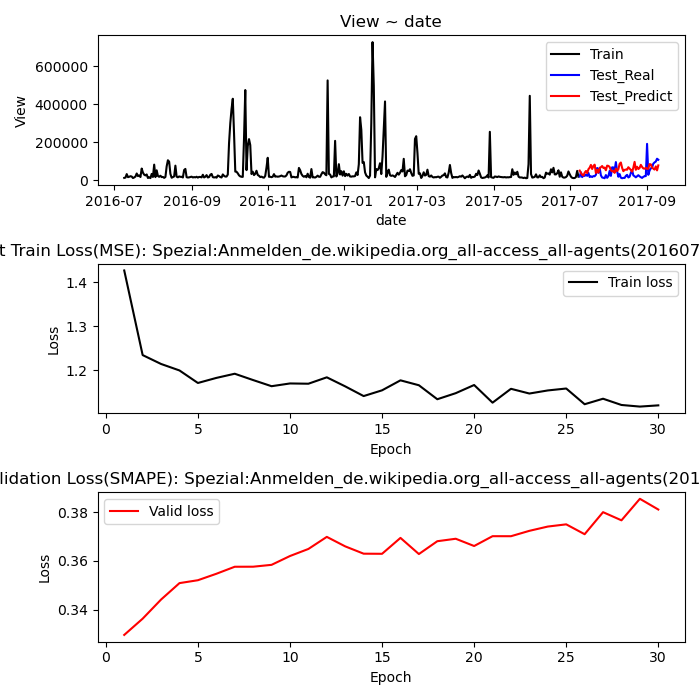 View ~ date
600000
400000
200000
0
View
Train
Test_Real
Test_Predict
2016-07 2016-09 2016-11 2017-01 2017-03 2017-05 2017-07 2017-09
date
t Train Loss(MSE): Spezial:Anmelden_de.wikipedia.org_all-access_all-agents(201607
1.4
1.3
1.2
Loss
Train loss
0 5 10 15 20 25 30
Epoch
lidation Loss(SMAPE): Spezial:Anmelden_de.wikipedia.org_all-access_all-agents(201
0.38
0.36
0.34
Loss
Valid loss
0 5 10 15 20 25 30
Epoch